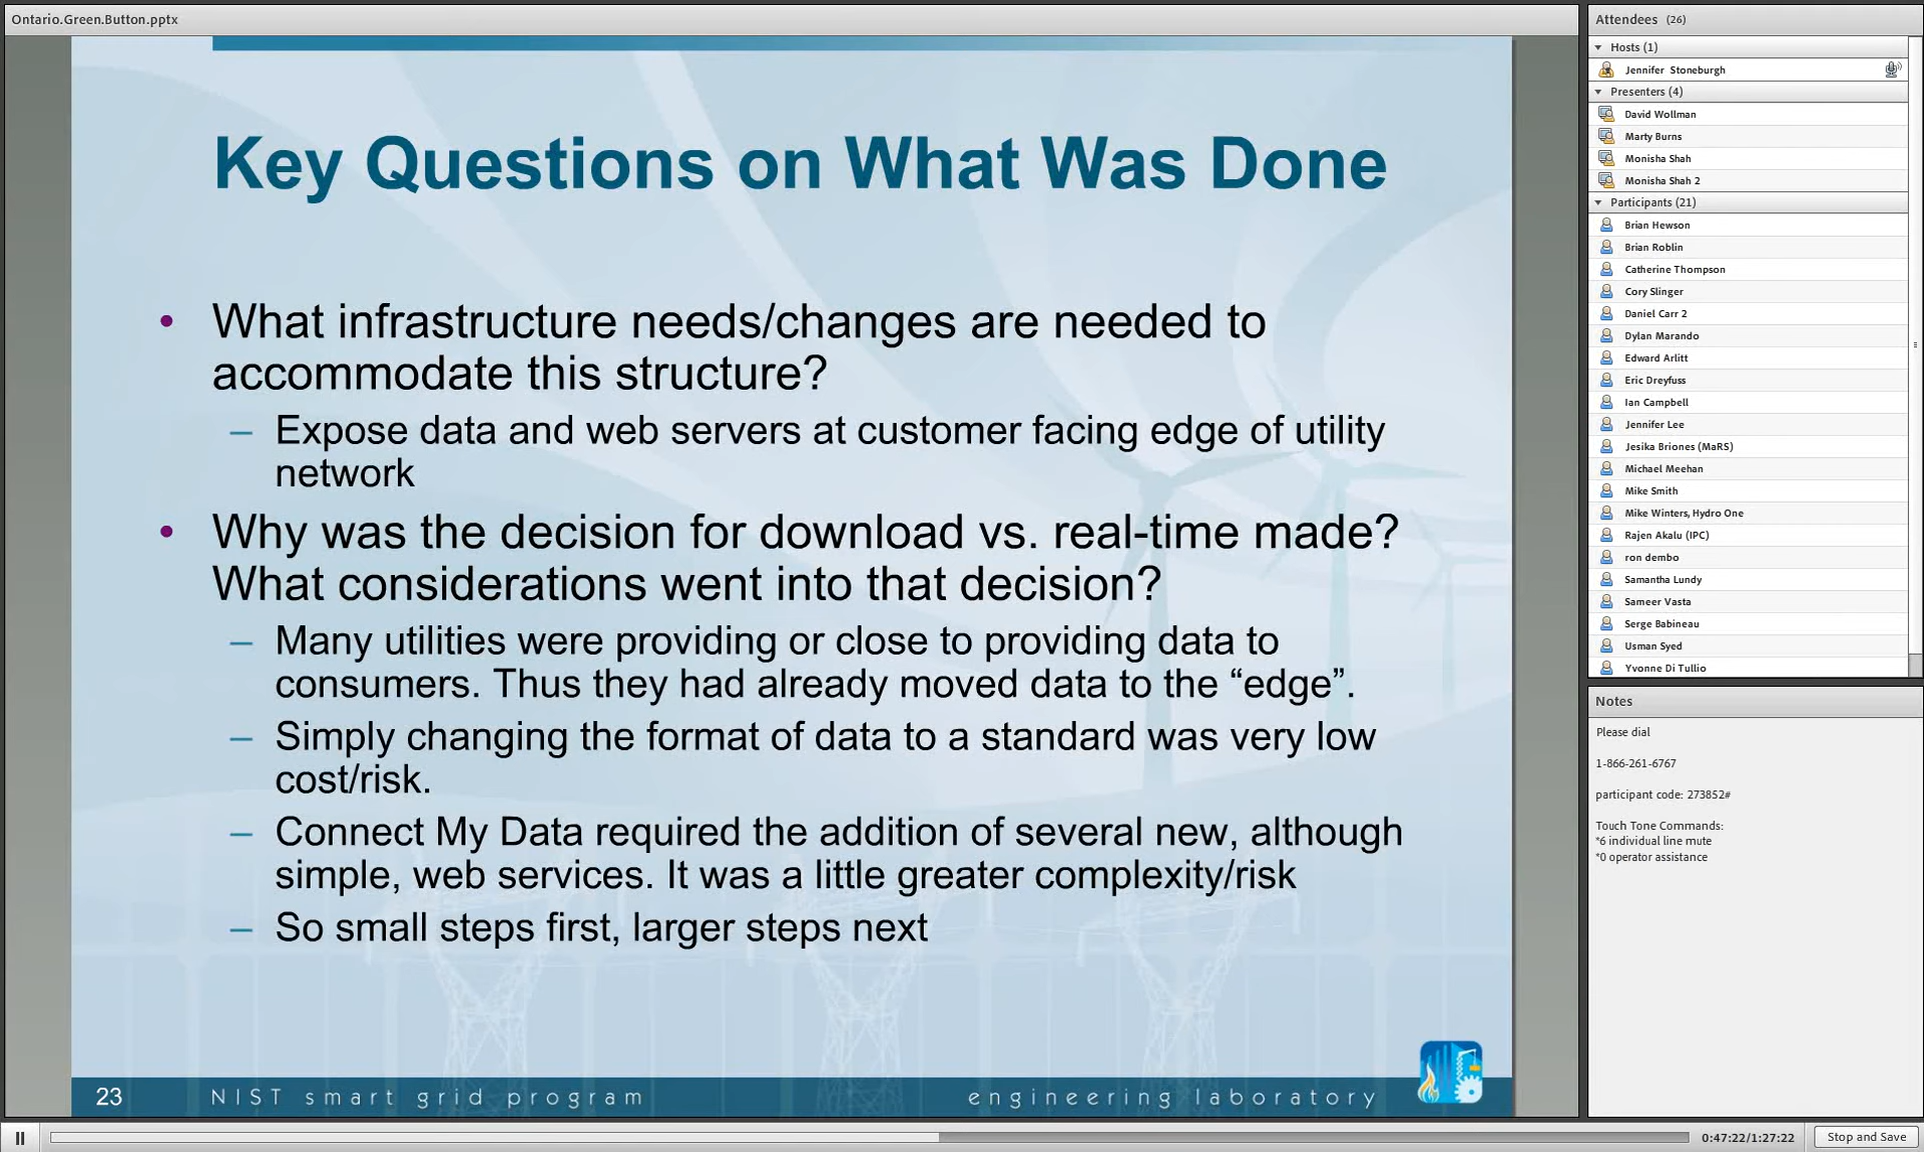 Ontario.Green.Button.pptx
Key Questions on What Was Done
• What infrastructure needs/changes are needed to
accommodate this structure?
– Expose data and web servers at customer facing edge of utility
network
• Why was the decision for download vs. real-time made?
What considerations went into that decision?
– Many utilities were providing or close to providing data to
consumers. Thus they had already moved data to the “edge”.
– Simply changing the format of data to a standard was very low
cost/risk.
– Connect My Data required the addition of several new, although
simple, web services. It was a little greater complexity/risk
– So small steps first, larger steps next
23
NIST smart grid program
engineering laboratory
Attendees (26)
Hosts (1)
Jennifer Stoneburgh
Presenters (4)
David Wollman
Marty Burns
Monisha Shah
Monisha Shah 2
Participants (21)
Brian Hewson
Brian Roblin
Catherine Thompson
Cory Slinger
Daniel Carr 2
Dylan Marando
Edward Arlitt
Eric Dreyfuss
Ian Campbell
Jennifer Lee
Jesika Briones (MaRS)
Michael Meehan
Mike Smith
Mike Winters, Hydro One
Rajen Akalu (IPC)
ron dembo
Samantha Lundy
Sameer Vasta
Serge Babineau
Usman Syed
Yvonne Di Tullio
Notes
Please dial
1-866-261-6767
participant code: 273852#
Touch Tone Commands:
*6 individual line mute
*0 operator assistance
0:47:22/1:27:22
Stop and Save